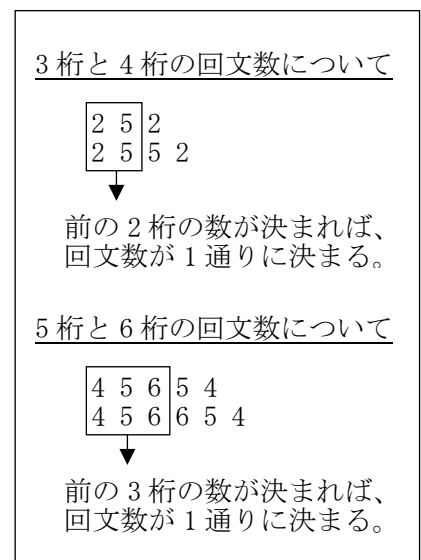 3桁と4桁の回文数について
2 5 2
2 5 5 2
前の2桁の数が決まれば、
回文数が1通りに決まる。
5桁と6桁の回文数について
4 5 6 5 4
4 5 6 6 5 4
前の3桁の数が決まれば、
回文数が1通りに決まる。